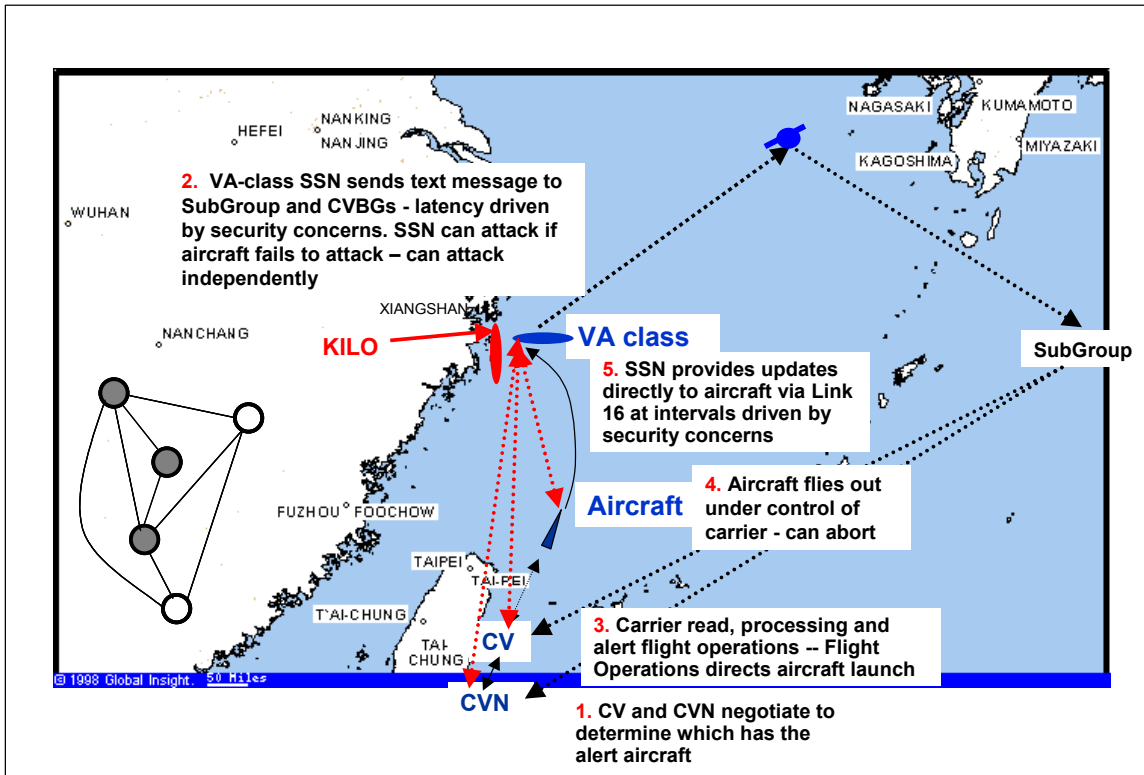 NAGASAKI
KUMAMOTO
NANKING
HEFEI
NANJING
MIYAZAKI
KAGOSHIMA
2. VA-class SSN sends text message to
SubGroup and CVBGs - latency driven
by security concerns. SSN can attack if
aircraft fails to attack – can attack
independently
WUHAN
XIANGSHAN
NANCHANG
KILO
VA class
SubGroup
5. SSN provides updates
directly to aircraft via Link
16 at intervals driven by
security concerns
Aircraft
4. Aircraft flies out
under control of
carrier - can abort
FUZHOU
FOOCHOW
TAIPEI
TAI-PEI
T'AI-CHUNG
TAI-
CHUNG
CV
3. Carrier read, processing and
alert flight operations -- Flight
Operations directs aircraft launch
© 1998 Global Insight. 50 Miles
CVN
1. CV and CVN negotiate to
determine which has the
alert aircraft